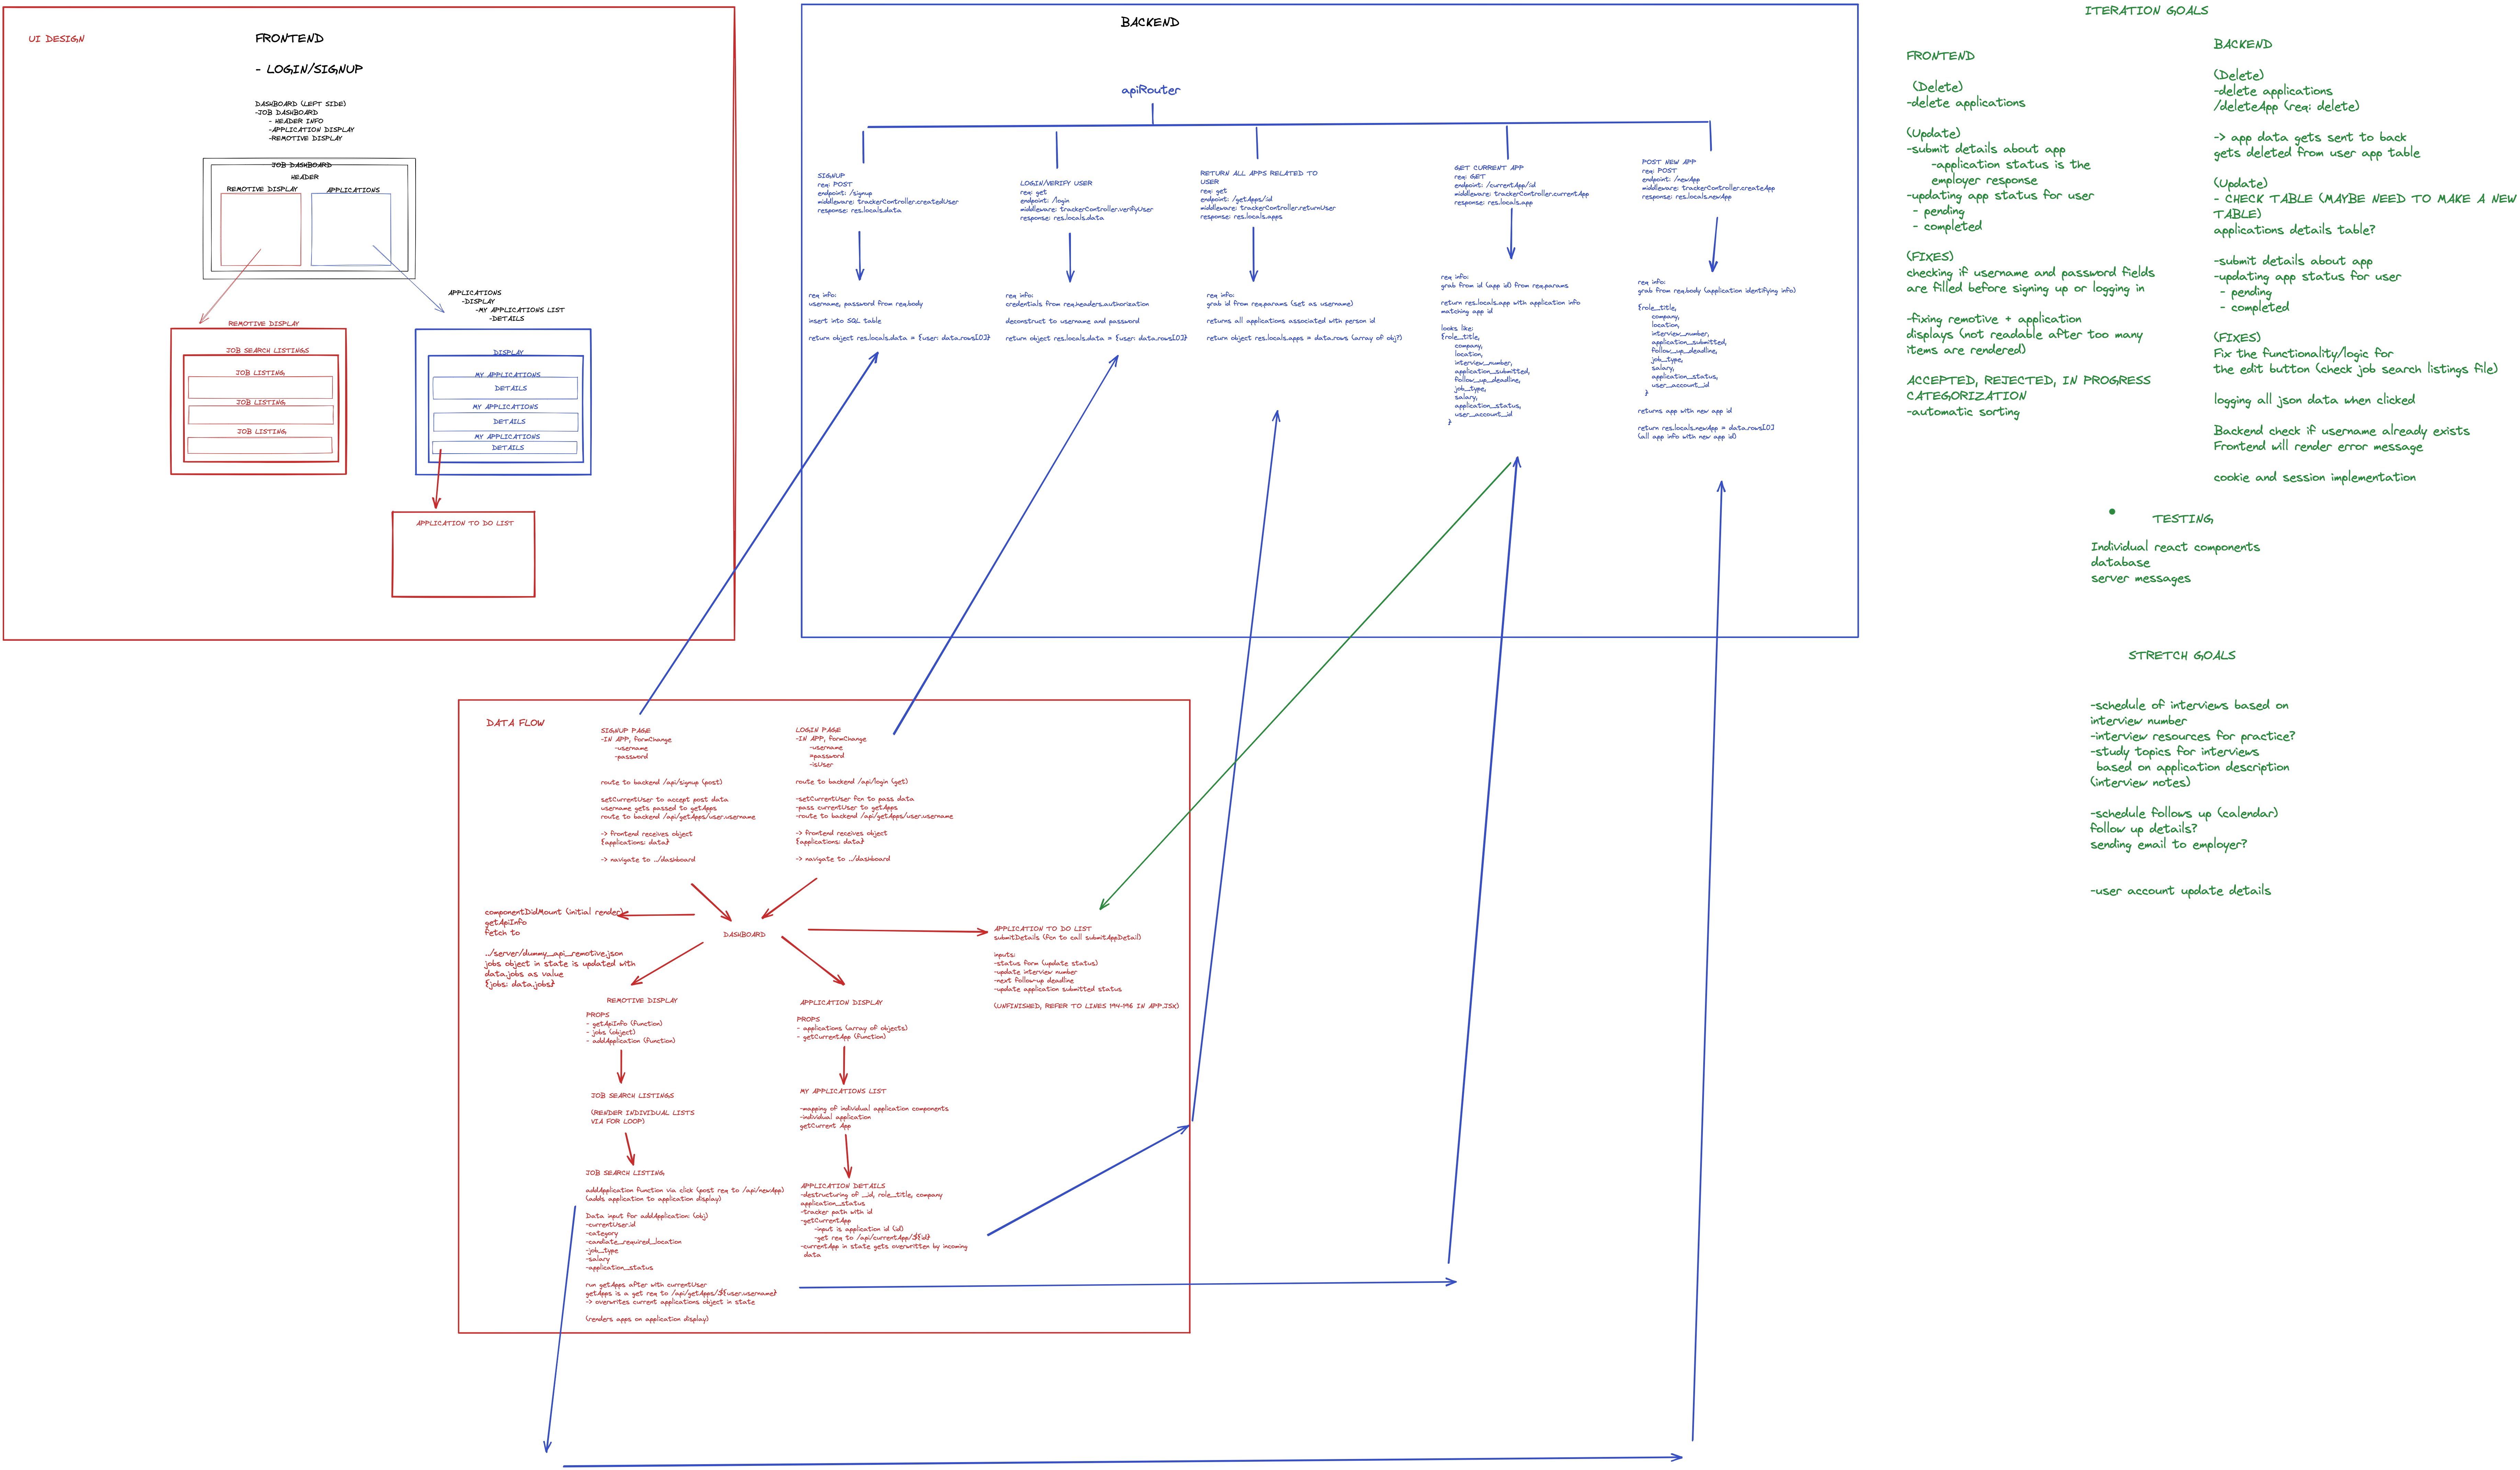 UI DESIGN
FRONTEND
- LOGIN/SIGNUP
DASHBOARD (LEFT SIDE)
-JOB DASHBOARD
- HEADER INFO
-APPLICATION DISPLAY
-REMOTIVE DISPLAY
JOB DASHBOARD
HEADER
REMOTIVE DISPLAY
APPLICATIONS
APPLICATIONS
-DISPLAY
-MY APPLICATIONS LIST
-DETAILS
REMOTIVE DISPLAY
JOB SEARCH LISTINGS
JOB LISTING
JOB LISTING
JOB LISTING
DISPLAY
MY APPLICATIONS
DETAILS
MY APPLICATIONS
DETAILS
MY APPLICATIONS
DETAILS
APPLICATION TO DO LIST
BACKEND
apiRouter
SIGNUP
req: POST
endpoint: /signup
middleware: trackerController.createdUser
response: res.locals.data
req info:
username, password from req.body
insert into SQL table
return object res.locals.data = {user: data.rows[0]}
LOGIN/VERIFY USER
req: get
endpoint: /login
middleware: trackerController.verifyUser
response: res.locals.data
req info:
credentials from req.headers.authorization
deconstruct to username and password
return object res.locals.data = {user: data.rows[0]}
RETURN ALL APPS RELATED TO
USER
req: get
endpoint: /getApps/:id
middleware: trackerController.returnUser
response: res.locals.apps
req info:
grab id from req.params (set as username)
returns all applications associated with person id
return object res.locals.apps = data.rows (array of obj?)
GET CURRENT APP
req: GET
endpoint: /currentApp/:id
middleware: trackerController.currentApp
response: res.locals.app
req info:
grab from id (app id) from req.params
return res.locals.app with application info
matching app id
looks like:
{role_title,
company,
location,
interview_number,
application_submitted,
follow_up_deadline,
job_type,
salary,
application_status,
user_account_id
}
POST NEW APP
req: POST
endpoint: /newApp
middleware: trackerController.createApp
response: res.locals.newApp
req info:
grab from req.body (application identifying info)
{role_title,
company,
location,
interview_number,
application_submitted,
follow_up_deadline,
job_type,
salary,
application_status,
user_account_id
}
returns app with new app id
return res.locals.newApp = data.rows[0]
(all app info with new app id)
DATA FLOW
SIGNUP PAGE
-IN APP, formChange
-username
-password
route to backend /api/signup (post)
setCurrentUser to accept post data
username gets passed to getApps
route to backend /api/getApps/user.username
-> frontend receives object
{applications: data}
-> navigate to ../dashboard
LOGIN PAGE
-IN APP, formChange
-username
+password
-isUser
route to backend /api/login (get)
-setCurrentUser fcn to pass data
-pass currentUser to getApps
-route to backend /api/getApps/user.username
-> frontend receives object
{applications: data}
-> navigate to ../dashboard
DASHBOARD
componentDidMount (initial render)
getApiInfo
fetch to
../server/dummy_api_remotive.json
jobs object in state is updated with
data.jobs as value
{jobs: data.jobs}
REMOTIVE DISPLAY
PROPS
- getApiInfo (function)
- jobs (object)
- addApplication (function)
JOB SEARCH LISTINGS
(RENDER INDIVIDUAL LISTS
VIA FOR LOOP)
JOB SEARCH LISTING
addApplication function via click (post req to /api/newApp)
(adds application to application display)
Data input for addApplication: (obj)
-currentUser.id
-category
-candiate_required_location
-job_type
-salary
-application_status
run getApps after with currentUser
getApps is a get req to /api/getApps/${user.username}
-> overwrites current applications object in state
(renders apps on application display)
APPLICATION DISPLAY
PROPS
- applications (array of objects)
- getCurrentApp (function)
MY APPLICATIONS LIST
-mapping of individual application components
-individual application
getCurrent App
APPLICATION DETAILS
-destructuring of _id, role_title, company
application_status
-tracker path with id
-getCurrentApp
-input is application id (id)
-get req to /api/currentApp/${id}
-currentApp in state gets overwritten by incoming
data
APPLICATION TO DO LIST
submitDetails (fcn to call submitAppDetail)
inputs:
-status form (update status)
-update interview number
-next follow-up deadline
-update application submitted status
(UNFINISHED, REFER TO LINES 194-196 IN APP.JSX)
ITERATION GOALS
FRONTEND
(Delete)
-delete applications
(Update)
-submit details about app
-application status is the
employer response
-updating app status for user
- pending
- completed
(FIXES)
checking if username and password fields
are filled before signing up or logging in
-fixing remotive + application
displays (not readable after too many
items are rendered)
ACCEPTED, REJECTED, IN PROGRESS
CATEGORIZATION
-automatic sorting
BACKEND
(Delete)
-delete applications
/deleteApp (req: delete)
-> app data gets sent to back
gets deleted from user app table
(Update)
- CHECK TABLE (MAYBE NEED TO MAKE A NEW
TABLE)
applications details table?
-submit details about app
-updating app status for user
- pending
- completed
(FIXES)
Fix the functionality/logic for
the edit button (check job search listings file)
logging all json data when clicked
Backend check if username already exists
Frontend will render error message
cookie and session implementation
TESTING
Individual react components
database
server messages
STRETCH GOALS
-schedule of interviews based on
interview number
-interview resources for practice?
-study topics for interviews
based on application description
(interview notes)
-schedule follows up (calendar)
follow up details?
sending email to employer?
-user account update details